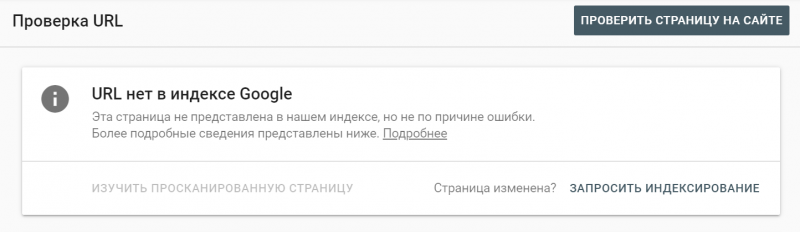 Проверка URL
ПРОВЕРИТЬ СТРАНИЦУ НА САЙТЕ
URL нет в индексе Google
Эта страница не представлена в нашем индексе, но не по причине ошибки.
Более подробные сведения представлены ниже. Подробнее
ИЗУЧИТЬ ПРОСКАНИРОВАННУЮ СТРАНИЦУ
Страница изменена? ЗАПРОСИТЬ ИНДЕКСИРОВАНИЕ